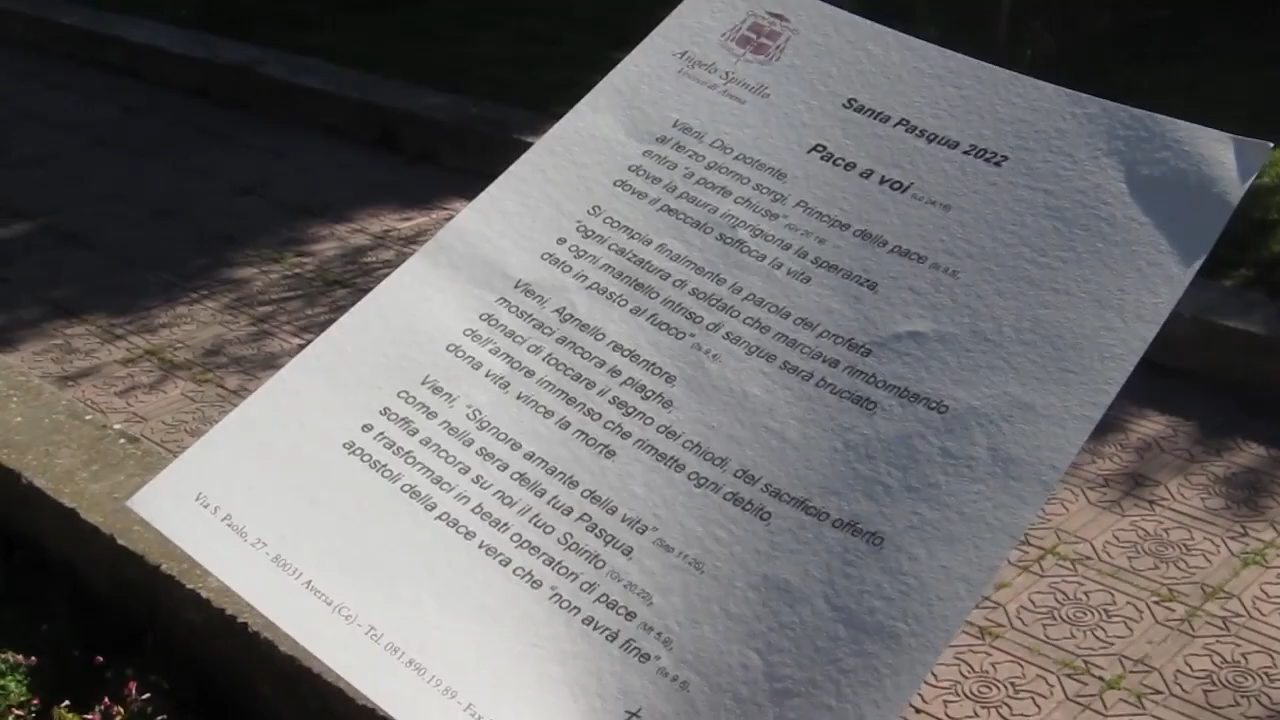 Angelo Spinillo
Vescovo di Aversa
Santa Pasqua 2022
Pace a voi
Vieni, Dio potente,
al terzo giorno sorgi, Principe della pace (Is 9,5)
entra "a porte chiuse" (Gv 20,19)
dove la paura imprigiona la speranza,
dove il peccato soffoca la vita.
Si compia finalmente la parola del profeta
"ogni calzatura di soldato che marciava rimbombando
e ogni mantello intriso di sangue sarà bruciato,
dato in pasto al fuoco" (Is 9,4).
Vieni, Agnello redentore,
mostraci ancora le piaghe,
donaci di toccare il segno dei chiodi, del sacrificio offerto,
dell'amore immenso che rimette ogni debito,
dona vita, vince la morte.
Vieni, "Signore amante della vita" (Sap 11,26),
come nella sera della tua Pasqua,
soffia ancora su noi il tuo Spirito (Gv 20,22),
e trasformaci in beati operatori di pace (Mt 5,9),
apostoli della pace vera che "non avrà fine" (Is 9,6).
Via S. Paolo, 27 - 80031 Aversa (Ce) - Tel. 081.890.19.89 - Fax